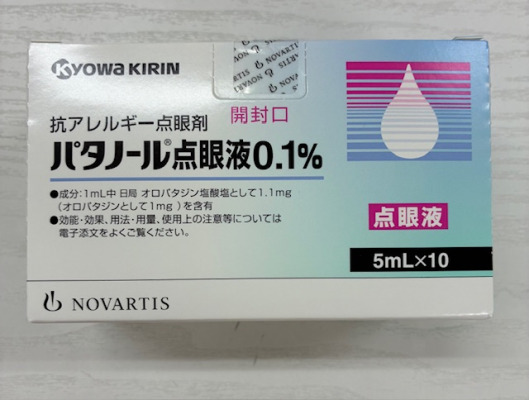 KYOWA KIRIN
NOVARTIS
開封口
抗アレルギー点眼剤
パタノール®点眼液0.1%
●成分:1mL中 日局 オロパタジン塩酸塩として1.1mg
(オロパタジンとして1mg)を含有
●効能・効果、用法・用量、使用上の注意等については
電子添文をよくご覧ください。
点眼液
5mL×10
NOVARTIS